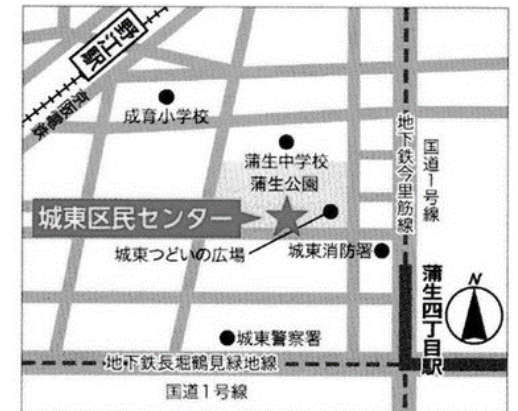 野江駅
京阪電鉄
成育小学校
蒲生中学校
蒲生公園
城東区民センター
城東つどいの広場
城東消防署
地下鉄今里筋線
国道1号線
蒲生四丁目駅
N
城東警察署
地下鉄長堀鶴見緑地線
国道1号線